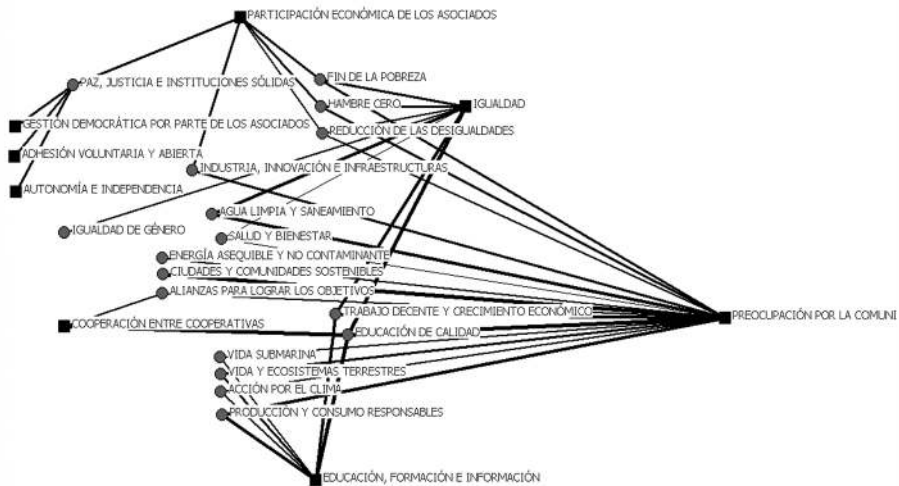 PARTICIPACIÓN ECONÓMICA DE LOS ASOCIADOS
FIN DE LA POBREZA
PAZ, JUSTICIA E INSTITUCIONES SÓLIDAS
HAMBRE CERO
IGUALDAD
GESTIÓN DEMOCRÁTICA POR PARTE DE LOS ASOCIADOS
REDUCCIÓN DE LAS DESIGUALDADES
ADHESIÓN VOLUNTARIA Y ABIERTA
INDUSTRIA, INNOVACIÓN E INFRAESTRUCTURAS
AUTONOMÍA E INDEPENDENCIA
AGUA LIMPIA Y SANEAMIENTO
IGUALDAD DE GÉNERO
SALUD Y BIENESTAR
ENERGÍA ASEQUIBLE Y NO CONTAMINANTE
CIUDADES Y COMUNIDADES SOSTENIBLES
ALIANZAS PARA LOGRAR LOS OBJETIVOS
TRABAJO DECENTE Y CRECIMIENTO ECONÓMICO
PREOCUPACIÓN POR LA COMUNI
COOPERACIÓN ENTRE COOPERATIVAS
EDUCACIÓN DE CALIDAD
VIDA SUBMARINA
VIDA Y ECOSISTEMAS TERRESTRES
ACCIÓN POR EL CLIMA
PRODUCCIÓN Y CONSUMO RESPONSABLES
EDUCACIÓN, FORMACIÓN E INFORMACIÓN